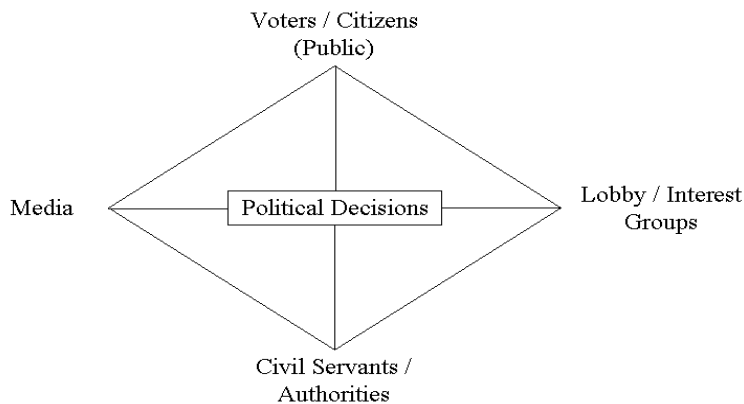 Voters / Citizens
(Public)
Media
Political Decisions
Lobby / Interest
Groups
Civil Servants /
Authorities